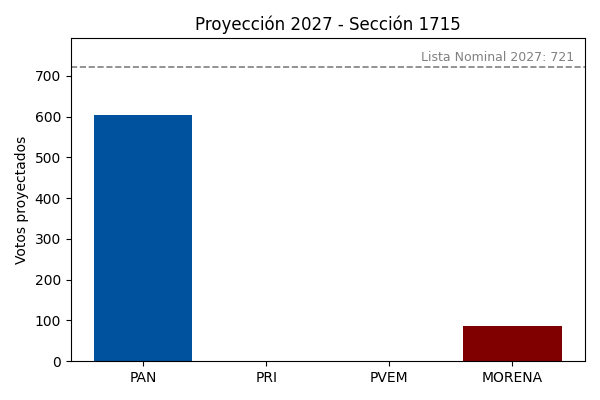 Proyección 2027 - Sección 1715
Lista Nominal 2027: 721
Votos proyectados
700
600
500
400
300
200
100
0
PAN PRI PVEM MORENA